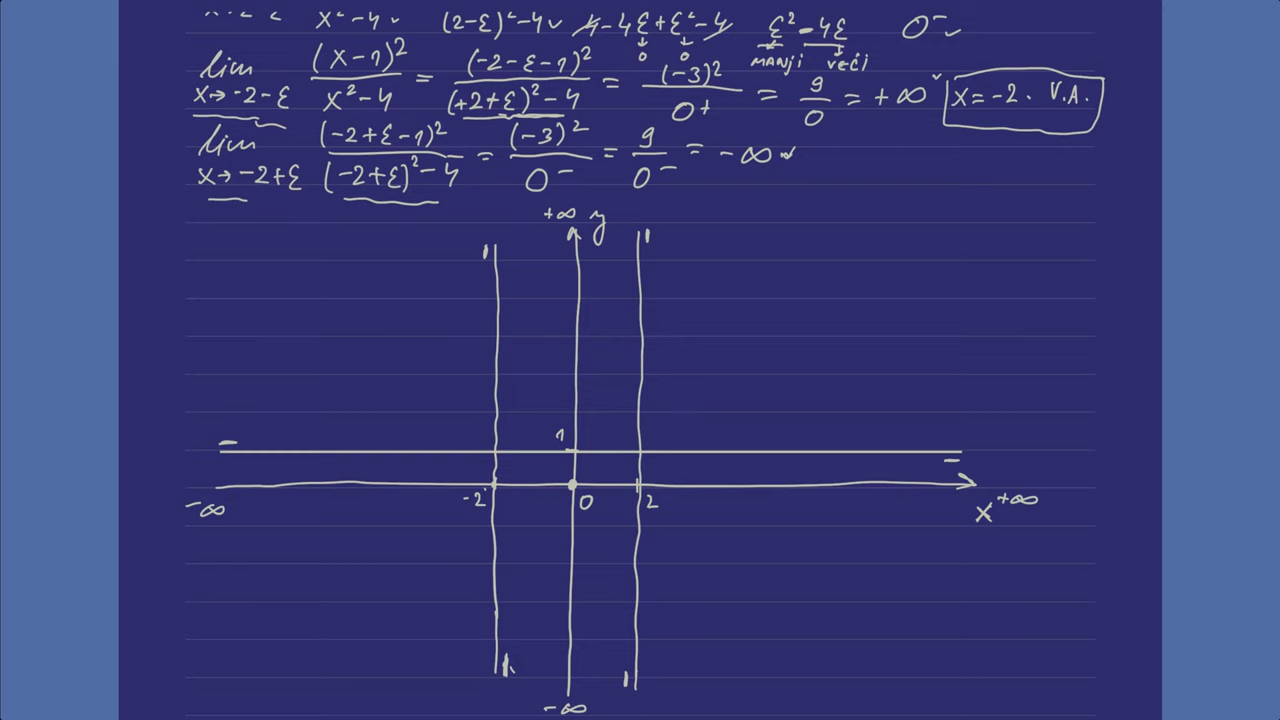 x²-4 (2-ε)²-4 4-4ε+ε²-4 ε²-4ε 0⁻
0 0 MANJI VEĆI
lim x→-2-ε (x-1)²/(x²-4) = (-2-ε-1)²/((+2+ε)²-4) = (-3)²/0+ = 9/0 = +∞ x=-2. V.A.
lim x→-2+ε (-2+ε-1)²/((-2+ε)²-4) = (-3)²/0⁻ = 9/0⁻ = -∞
+∞ y
1
-∞ -2 0 2 x +∞
-∞